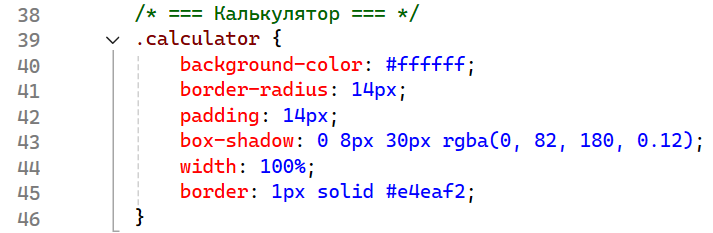 38 /* === Калькулятор === */
39 .calculator {
40 background-color: #ffffff;
41 border-radius: 14px;
42 padding: 14px;
43 box-shadow: 0 8px 30px rgba(0, 82, 180, 0.12);
44 width: 100%;
45 border: 1px solid #e4eaf2;
46 }